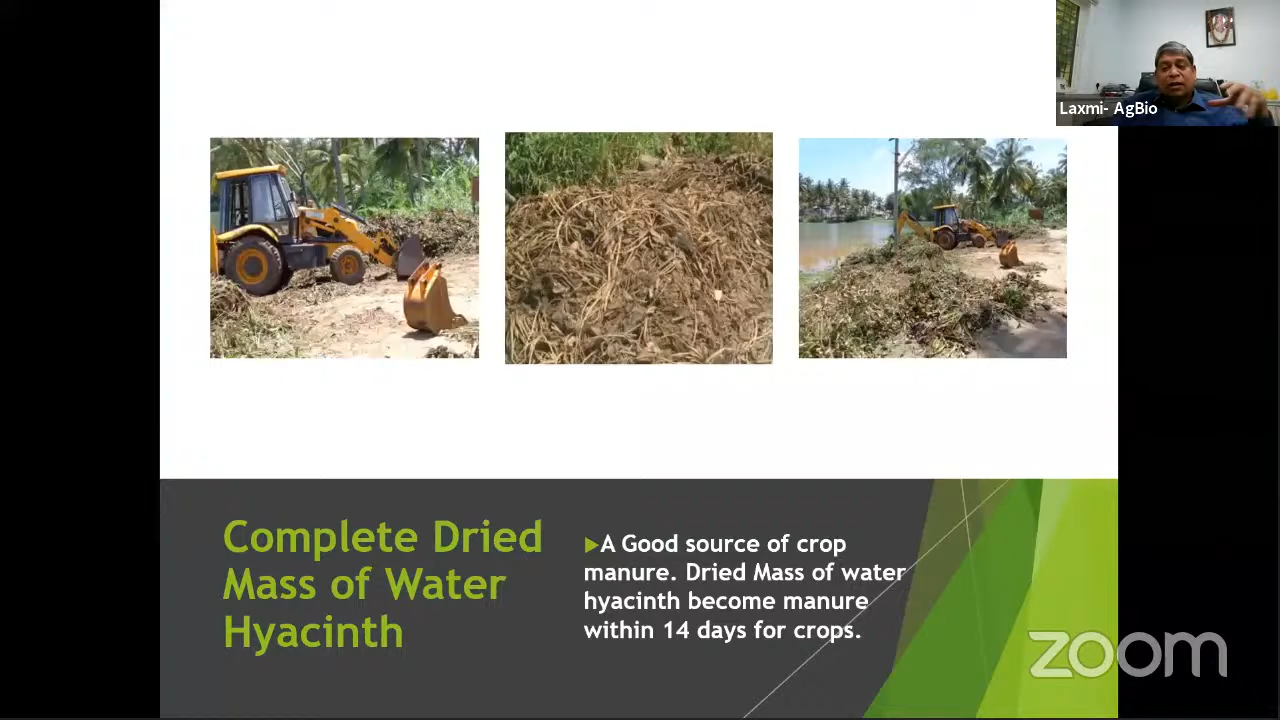 Laxmi- AgBio
Complete Dried
Mass of Water
Hyacinth
▶A Good source of crop
manure. Dried Mass of water
hyacinth become manure
within 14 days for crops.
zoom